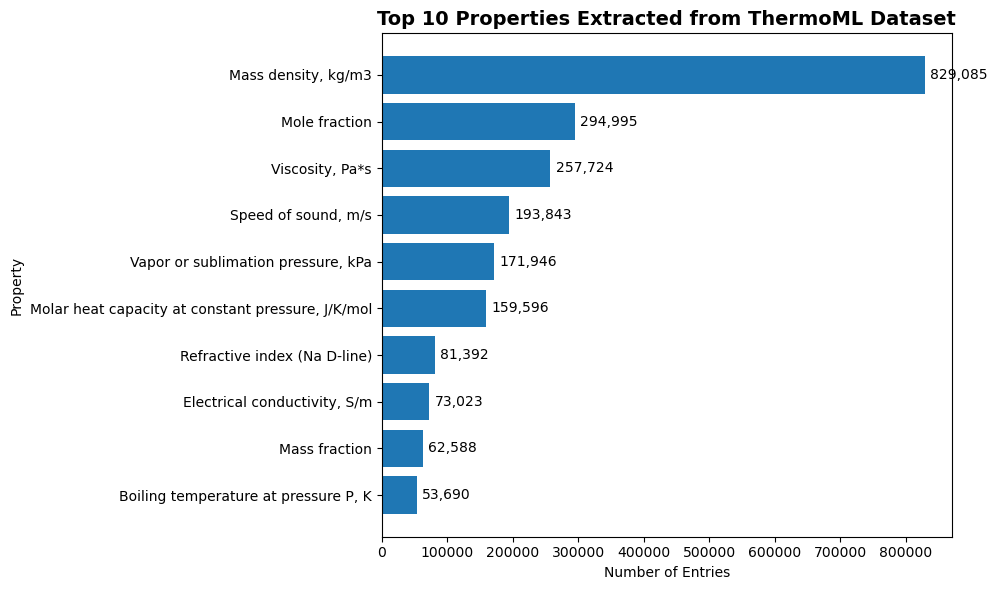 Top 10 Properties Extracted from ThermoML Dataset
Mass density, kg/m3
829,085
Mole fraction
294,995
Viscosity, Pa*s
257,724
Speed of sound, m/s
193,843
Vapor or sublimation pressure, kPa
171,946
Molar heat capacity at constant pressure, J/K/mol
159,596
Refractive index (Na D-line)
81,392
Electrical conductivity, S/m
73,023
Mass fraction
62,588
Boiling temperature at pressure P, K
53,690
Property
0 100000 200000 300000 400000 500000 600000 700000 800000
Number of Entries